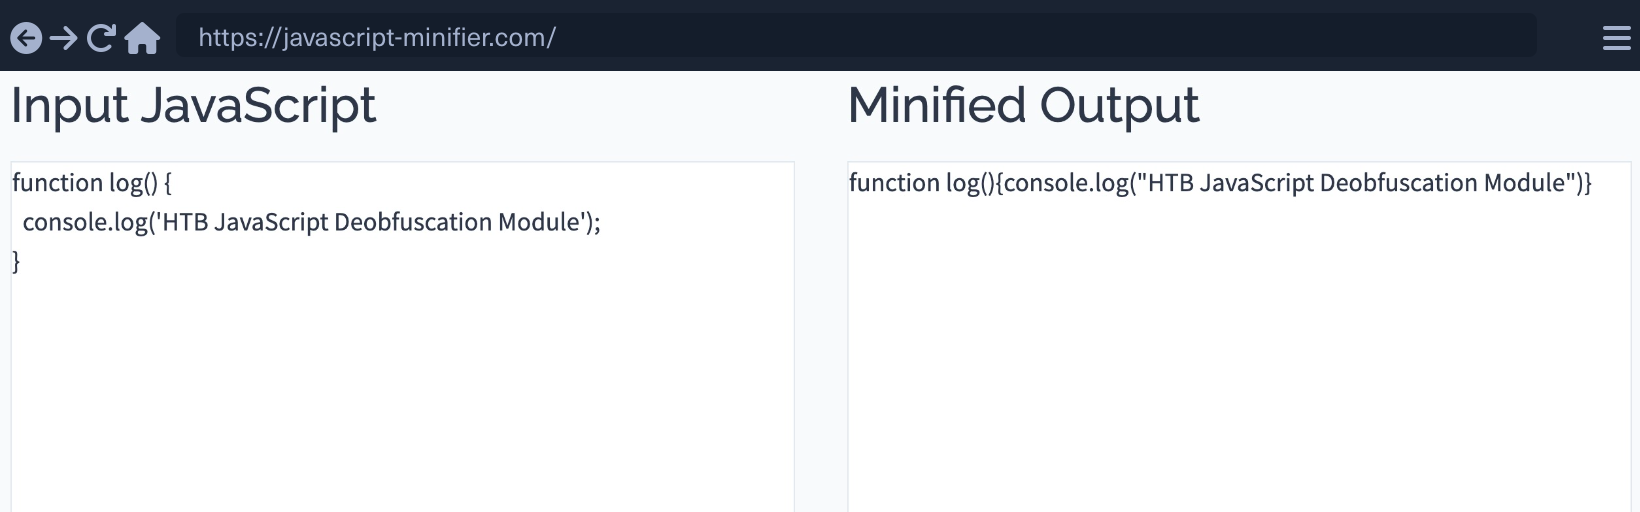 https://javascript-minifier.com/
Input JavaScript
function log() {
  console.log('HTB JavaScript Deobfuscation Module');
}
Minified Output
function log(){console.log("HTB JavaScript Deobfuscation Module")}